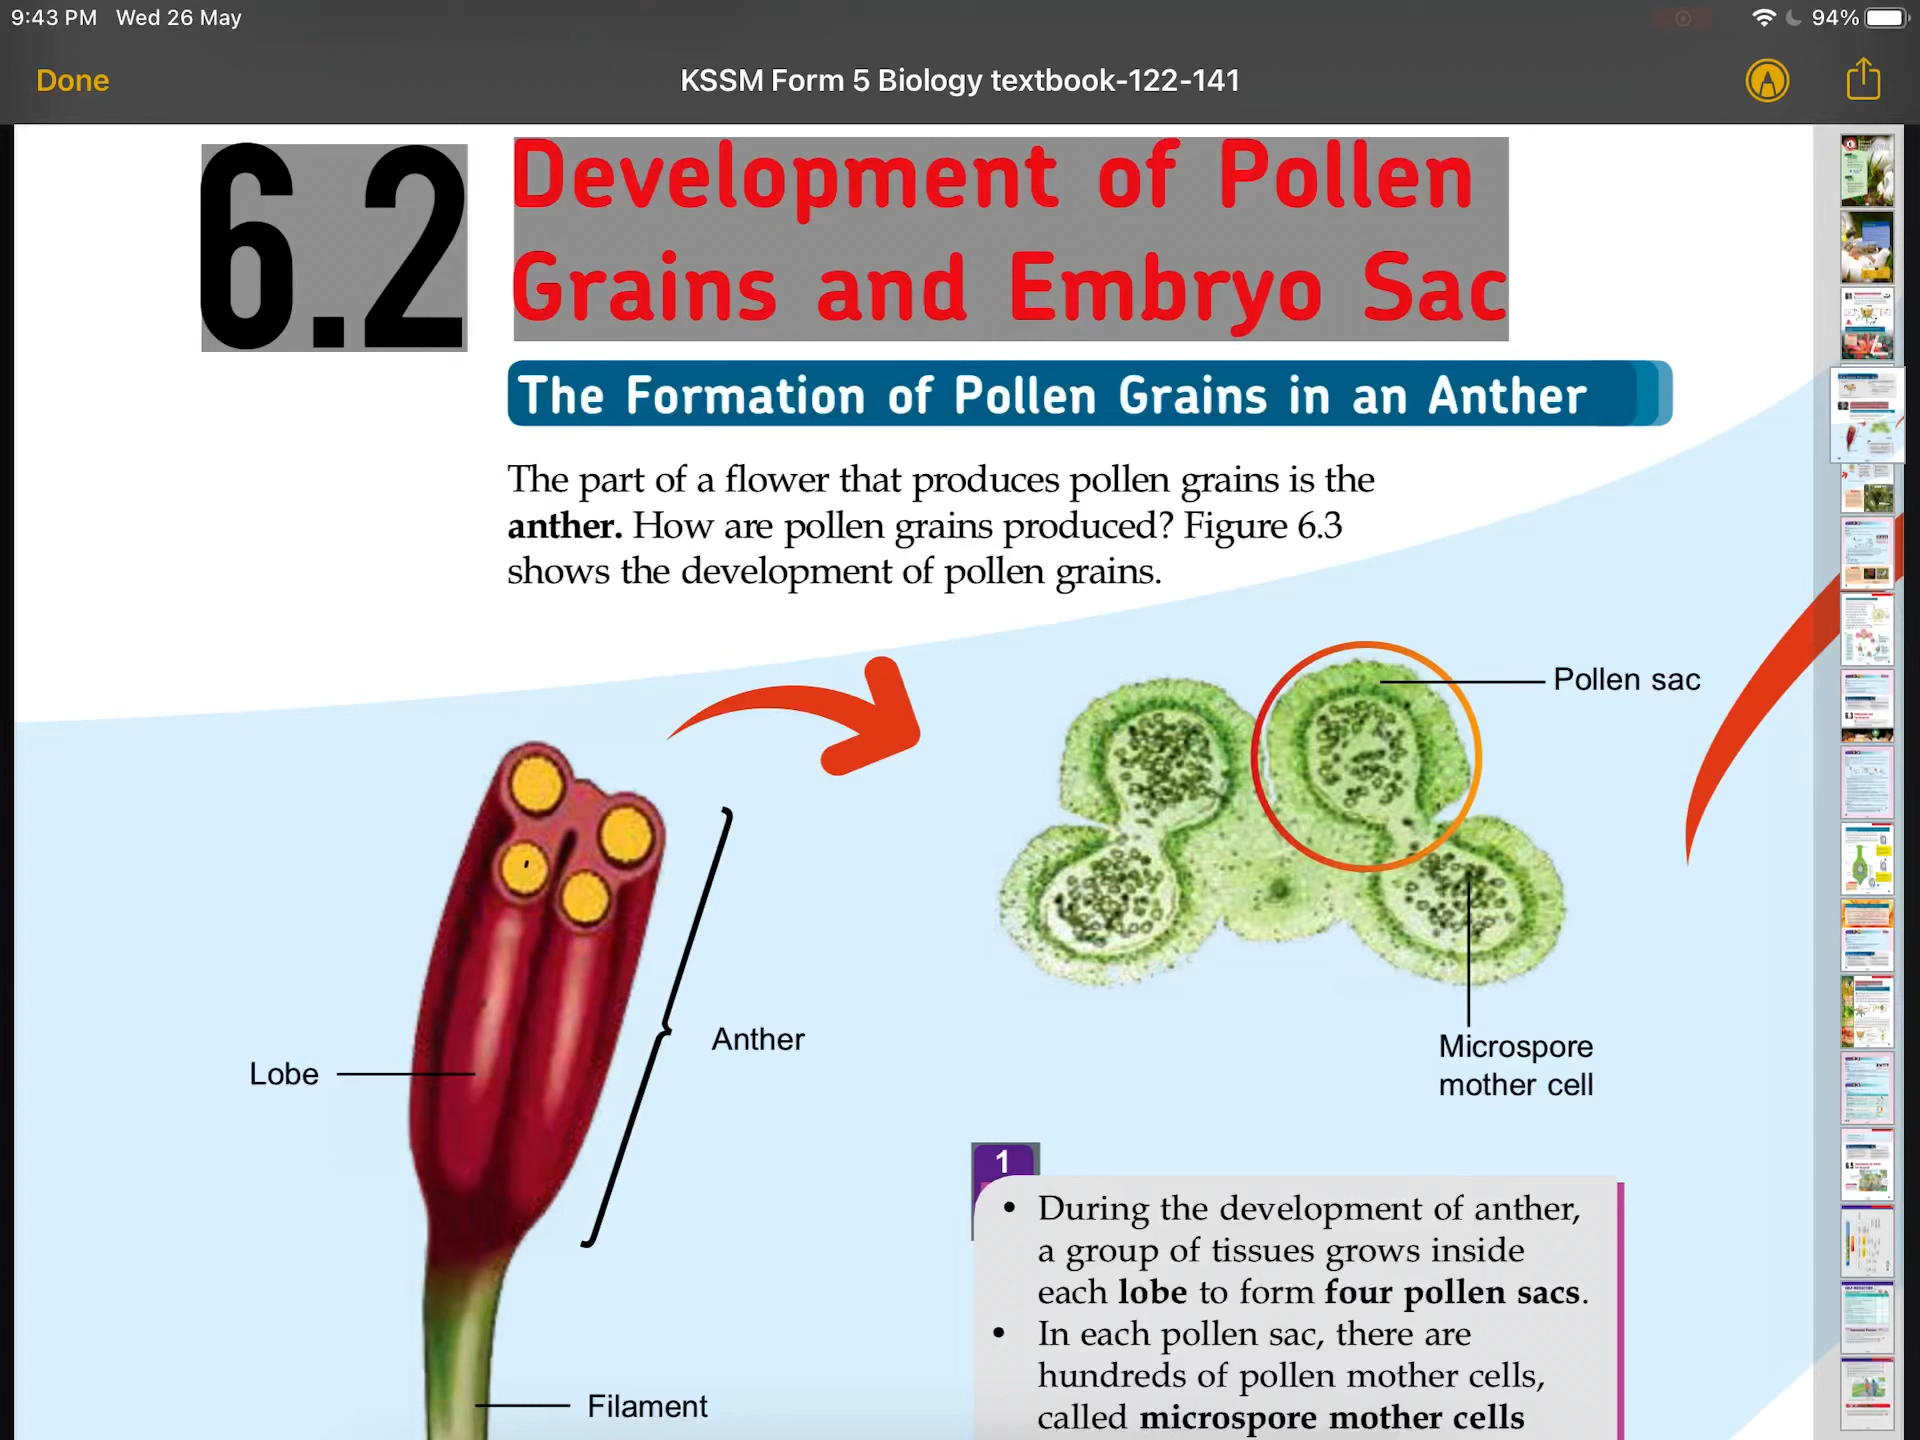 9:43 PM Wed 26 May
94%
Done
KSSM Form 5 Biology textbook-122-141
6.2
Development of Pollen
Grains and Embryo Sac
The Formation of Pollen Grains in an Anther
The part of a flower that produces pollen grains is the
anther. How are pollen grains produced? Figure 6.3
shows the development of pollen grains.
Pollen sac
Anther
Lobe
Microspore
mother cell
Filament
1
• During the development of anther,
a group of tissues grows inside
each lobe to form four pollen sacs.
• In each pollen sac, there are
hundreds of pollen mother cells,
called microspore mother cells